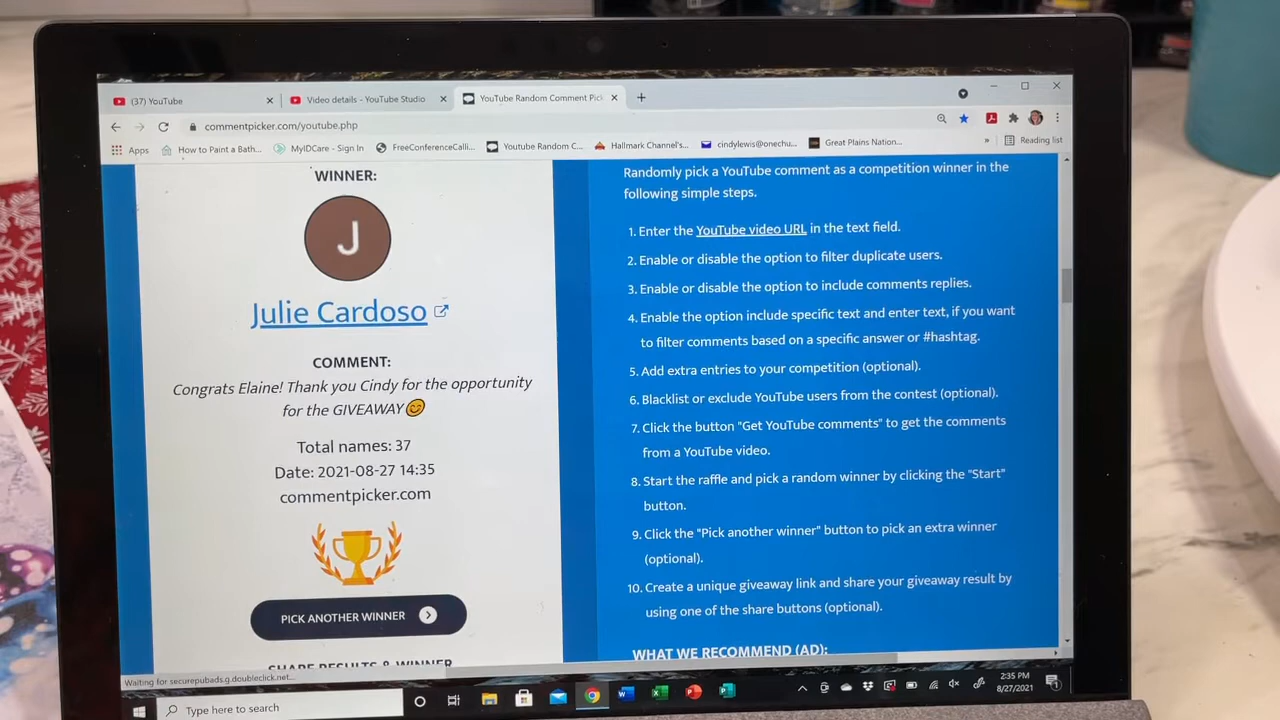 (37) YouTube
Video details - YouTube Studio
YouTube Random Comment Pic
commentpicker.com/youtube.php
Apps
How to Paint a Bath...
MyIDCare - Sign In
FreeConferenceCalli...
Youtube Random C...
Hallmark Channel's...
cindylewis@onechu...
Great Plains Nation...
»
Reading list
WINNER:
J
Julie Cardoso
COMMENT:
Congrats Elaine! Thank you Cindy for the opportunity
for the GIVEAWAY😊
Total names: 37
Date: 2021-08-27 14:35
commentpicker.com
PICK ANOTHER WINNER
SHARE RESULTS & WINNER
Randomly pick a YouTube comment as a competition winner in the
following simple steps.
1. Enter the YouTube video URL in the text field.
2. Enable or disable the option to filter duplicate users.
3. Enable or disable the option to include comments replies.
4. Enable the option include specific text and enter text, if you want
to filter comments based on a specific answer or #hashtag.
5. Add extra entries to your competition (optional).
6. Blacklist or exclude YouTube users from the contest (optional).
7. Click the button "Get YouTube comments" to get the comments
from a YouTube video.
8. Start the raffle and pick a random winner by clicking the "Start"
button.
9. Click the "Pick another winner" button to pick an extra winner
(optional).
10. Create a unique giveaway link and share your giveaway result by
using one of the share buttons (optional).
WHAT WE RECOMMEND (AD):
Waiting for securepubads.g.doubleclick.net...
Type here to search
2:35 PM
8/27/2021
1